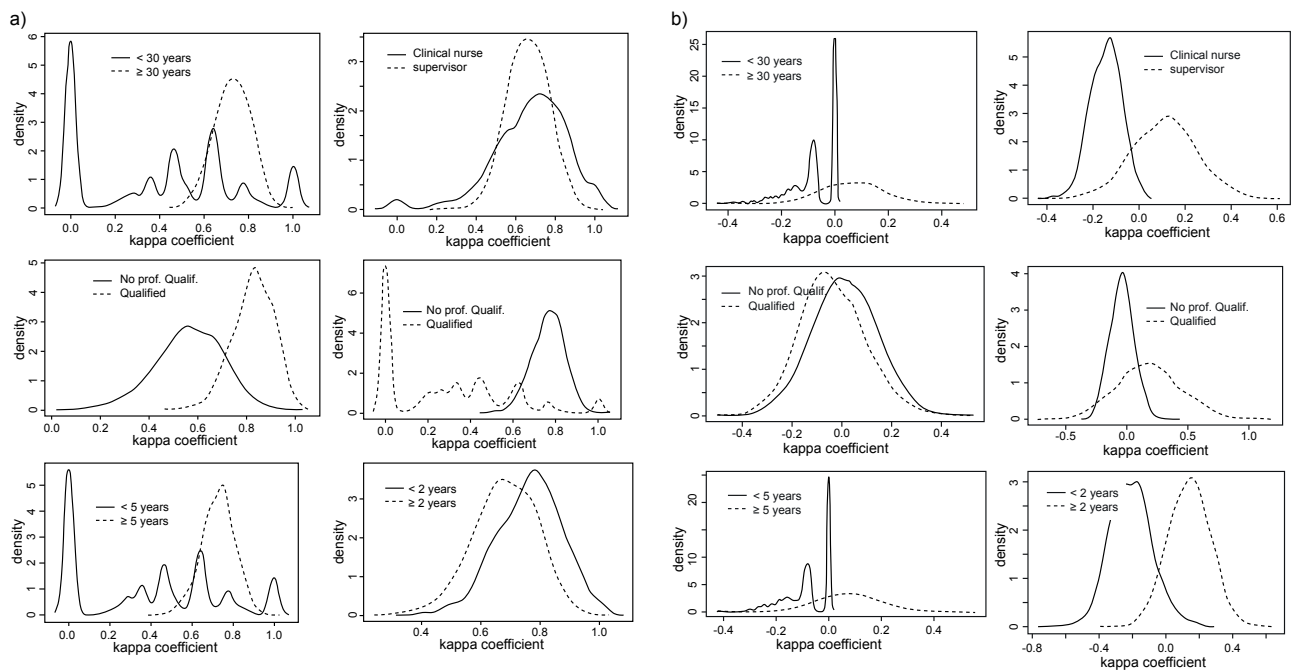 a)
density
6
5
4
3
2
1
0
< 30 years
≥ 30 years
0.0 0.2 0.4 0.6 0.8 1.0
kappa coefficient
density
3
2
1
0
Clinical nurse
supervisor
0.0 0.2 0.4 0.6 0.8 1.0
kappa coefficient
density
5
4
3
2
1
0
No prof. Qualif.
Qualified
0.0 0.2 0.4 0.6 0.8 1.0
kappa coefficient
density
6
4
2
0
No prof. Qualif.
Qualified
0.0 0.2 0.4 0.6 0.8 1.0
kappa coefficient
density
5
4
3
2
1
0
< 5 years
≥ 5 years
0.0 0.2 0.4 0.6 0.8 1.0
kappa coefficient
density
3
2
1
0
< 2 years
≥ 2 years
0.4 0.6 0.8 1.0
kappa coefficient
b)
density
25
20
15
10
5
0
< 30 years
≥ 30 years
-0.4 -0.2 0.0 0.2 0.4
kappa coefficient
density
5
4
3
2
1
0
Clinical nurse
supervisor
-0.4 -0.2 0.0 0.2 0.4 0.6
kappa coefficient
density
3
2
1
0
No prof. Qualif.
Qualified
-0.4 -0.2 0.0 0.2 0.4
kappa coefficient
density
4
3
2
1
0
No prof. Qualif.
Qualified
-0.5 0.0 0.5 1.0
kappa coefficient
density
20
15
10
5
0
< 5 years
≥ 5 years
-0.4 -0.2 0.0 0.2 0.4
kappa coefficient
density
3
2
1
0
< 2 years
≥ 2 years
-0.8 -0.4 0.0 0.4
kappa coefficient